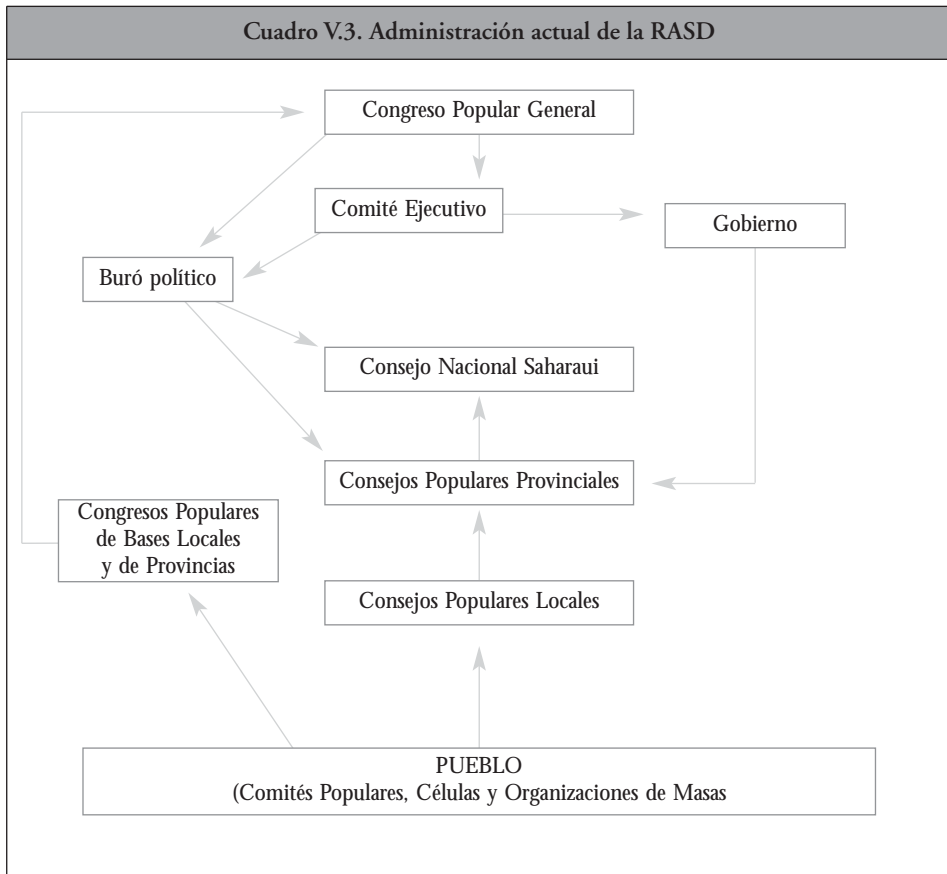 Cuadro V.3. Administración actual de la RASD
Congreso Popular General
Comité Ejecutivo
Gobierno
Buró político
Consejo Nacional Saharaui
Consejos Populares Provinciales
Congresos Populares
de Bases Locales
y de Provincias
Consejos Populares Locales
PUEBLO
(Comités Populares, Células y Organizaciones de Masas